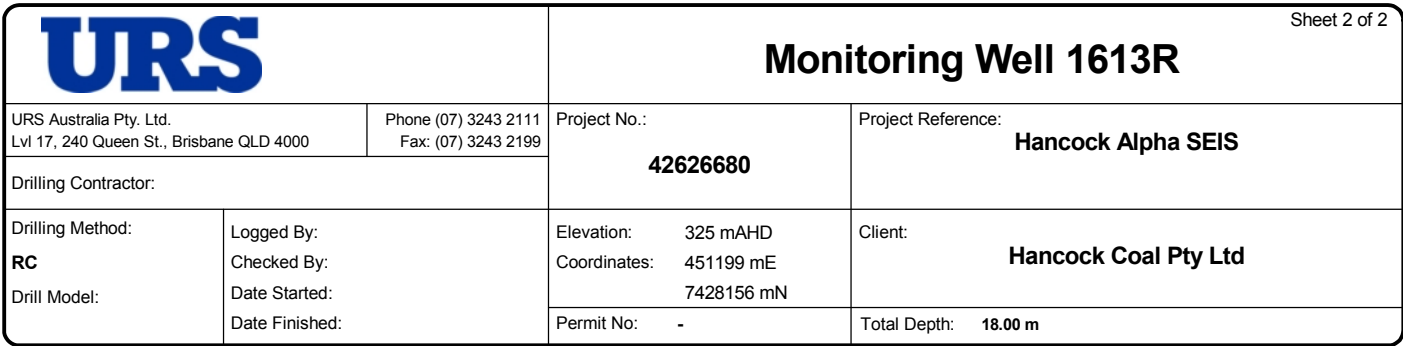 URS
Sheet 2 of 2
Monitoring Well 1613R
URS Australia Pty. Ltd.
Lvl 17, 240 Queen St., Brisbane QLD 4000
Phone (07) 3243 2111
Fax: (07) 3243 2199
Project No.:
42626680
Project Reference:
Hancock Alpha SEIS
Drilling Contractor:
Drilling Method:
RC
Drill Model:
Logged By:
Checked By:
Date Started:
Date Finished:
Elevation: 325 mAHD
Coordinates: 451199 mE
7428156 mN
Permit No: -
Client:
Hancock Coal Pty Ltd
Total Depth: 18.00 m